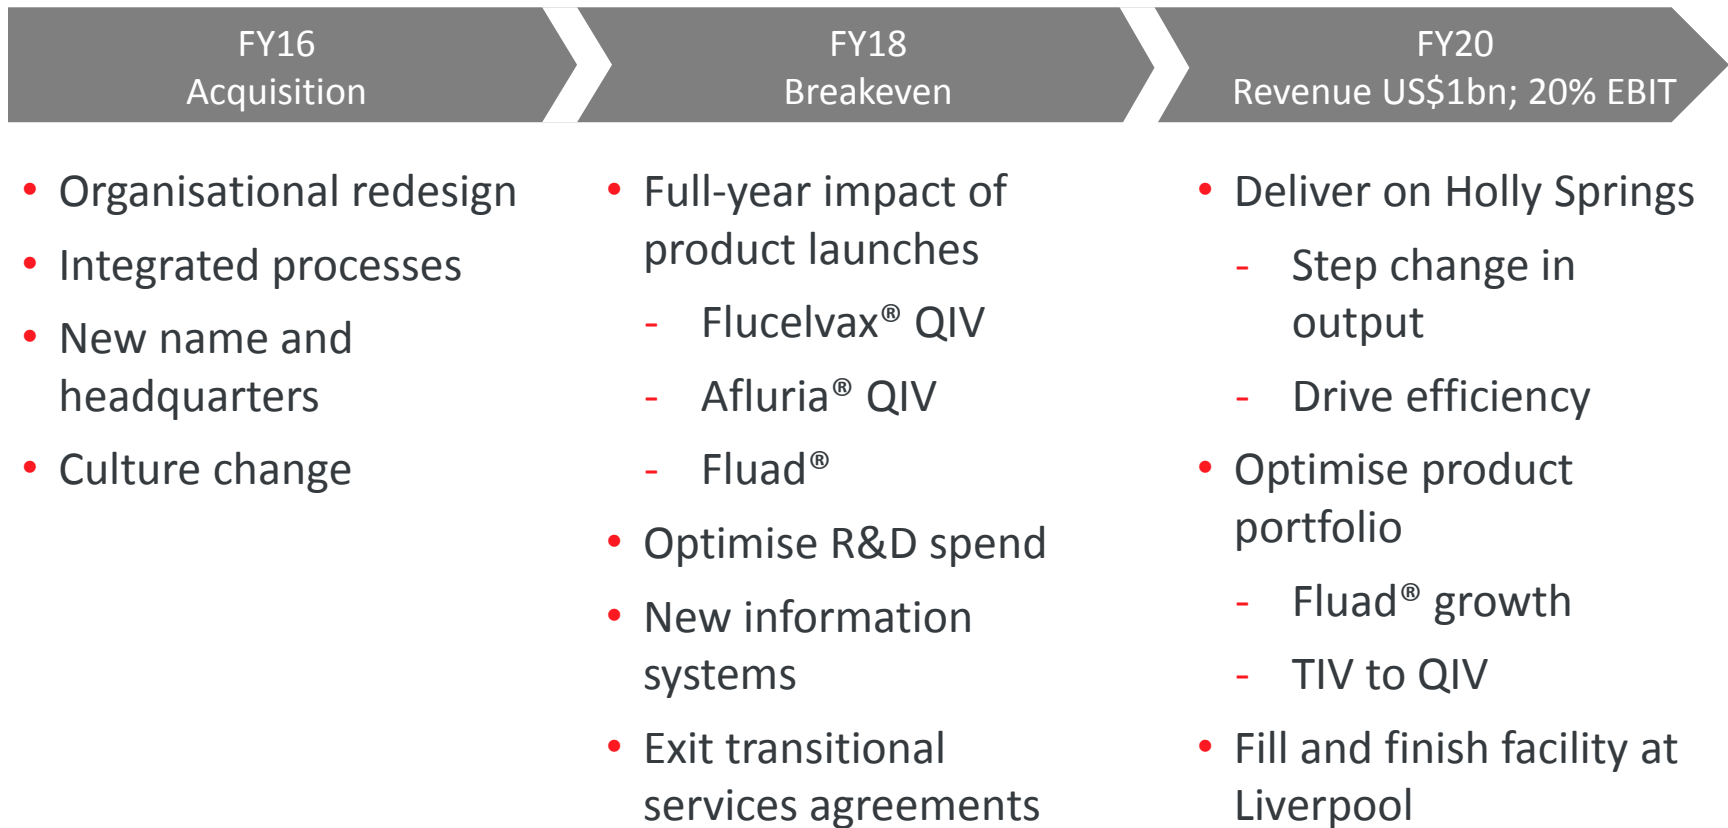 FY16
Acquisition
FY18
Breakeven
FY20
Revenue US$1bn; 20% EBIT
• Organisational redesign
• Integrated processes
• New name and
headquarters
• Culture change
• Full-year impact of
product launches
- Flucelvax® QIV
- Afluria® QIV
- Fluad®
• Optimise R&D spend
• New information
systems
• Exit transitional
services agreements
• Deliver on Holly Springs
- Step change in
output
- Drive efficiency
• Optimise product
portfolio
- Fluad® growth
- TIV to QIV
• Fill and finish facility at
Liverpool